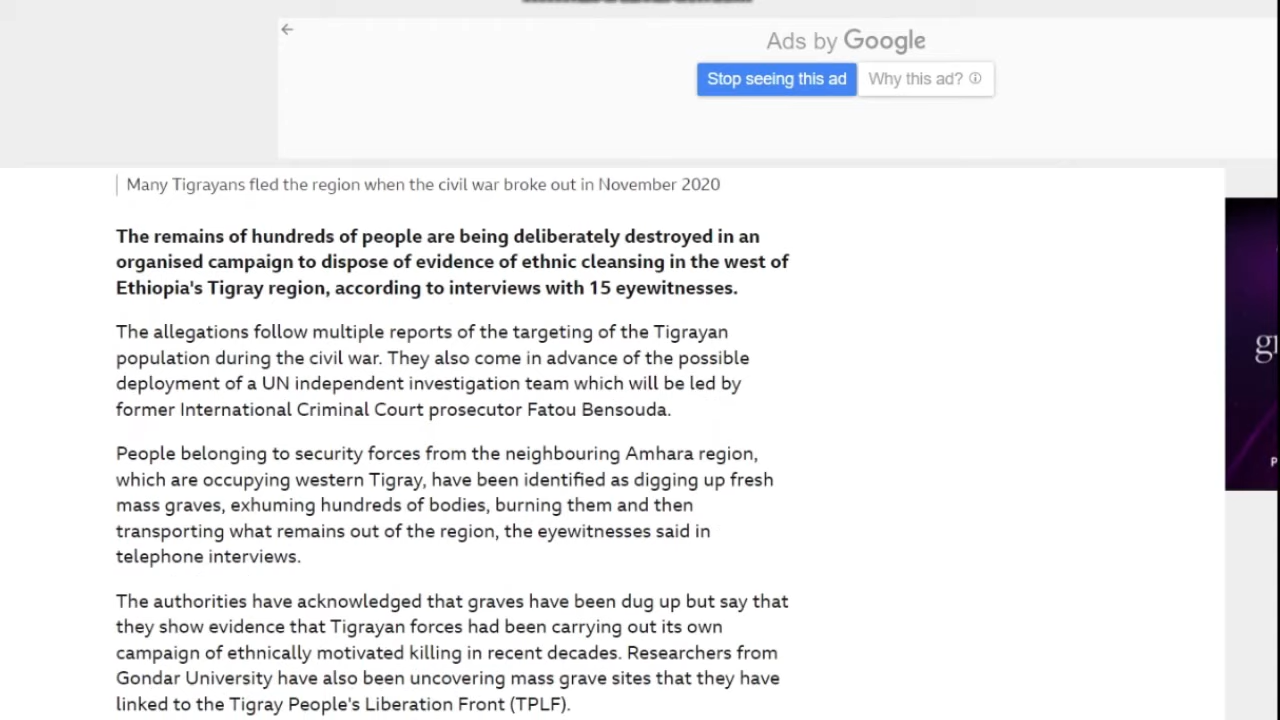 Ads by Google
Stop seeing this ad Why this ad?
Many Tigrayans fled the region when the civil war broke out in November 2020
The remains of hundreds of people are being deliberately destroyed in an
organised campaign to dispose of evidence of ethnic cleansing in the west of
Ethiopia's Tigray region, according to interviews with 15 eyewitnesses.
The allegations follow multiple reports of the targeting of the Tigrayan
population during the civil war. They also come in advance of the possible
deployment of a UN independent investigation team which will be led by
former International Criminal Court prosecutor Fatou Bensouda.
People belonging to security forces from the neighbouring Amhara region,
which are occupying western Tigray, have been identified as digging up fresh
mass graves, exhuming hundreds of bodies, burning them and then
transporting what remains out of the region, the eyewitnesses said in
telephone interviews.
The authorities have acknowledged that graves have been dug up but say that
they show evidence that Tigrayan forces had been carrying out its own
campaign of ethnically motivated killing in recent decades. Researchers from
Gondar University have also been uncovering mass grave sites that they have
linked to the Tigray People's Liberation Front (TPLF).